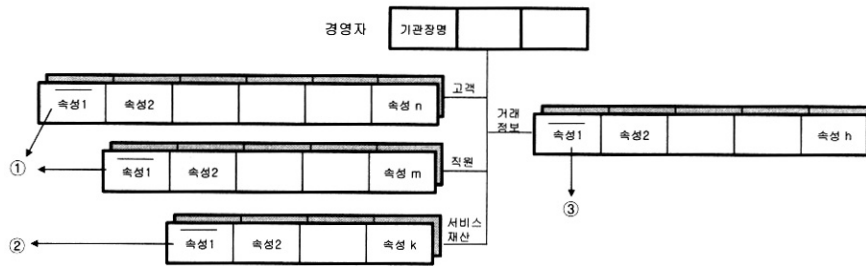 경영자 기관장명
고객
속성1 속성2 속성 n
거래
정보
속성1 속성2 속성 h
①
직원
속성1 속성2 속성 m
③
서비스
재산
② 속성1 속성2 속성 k